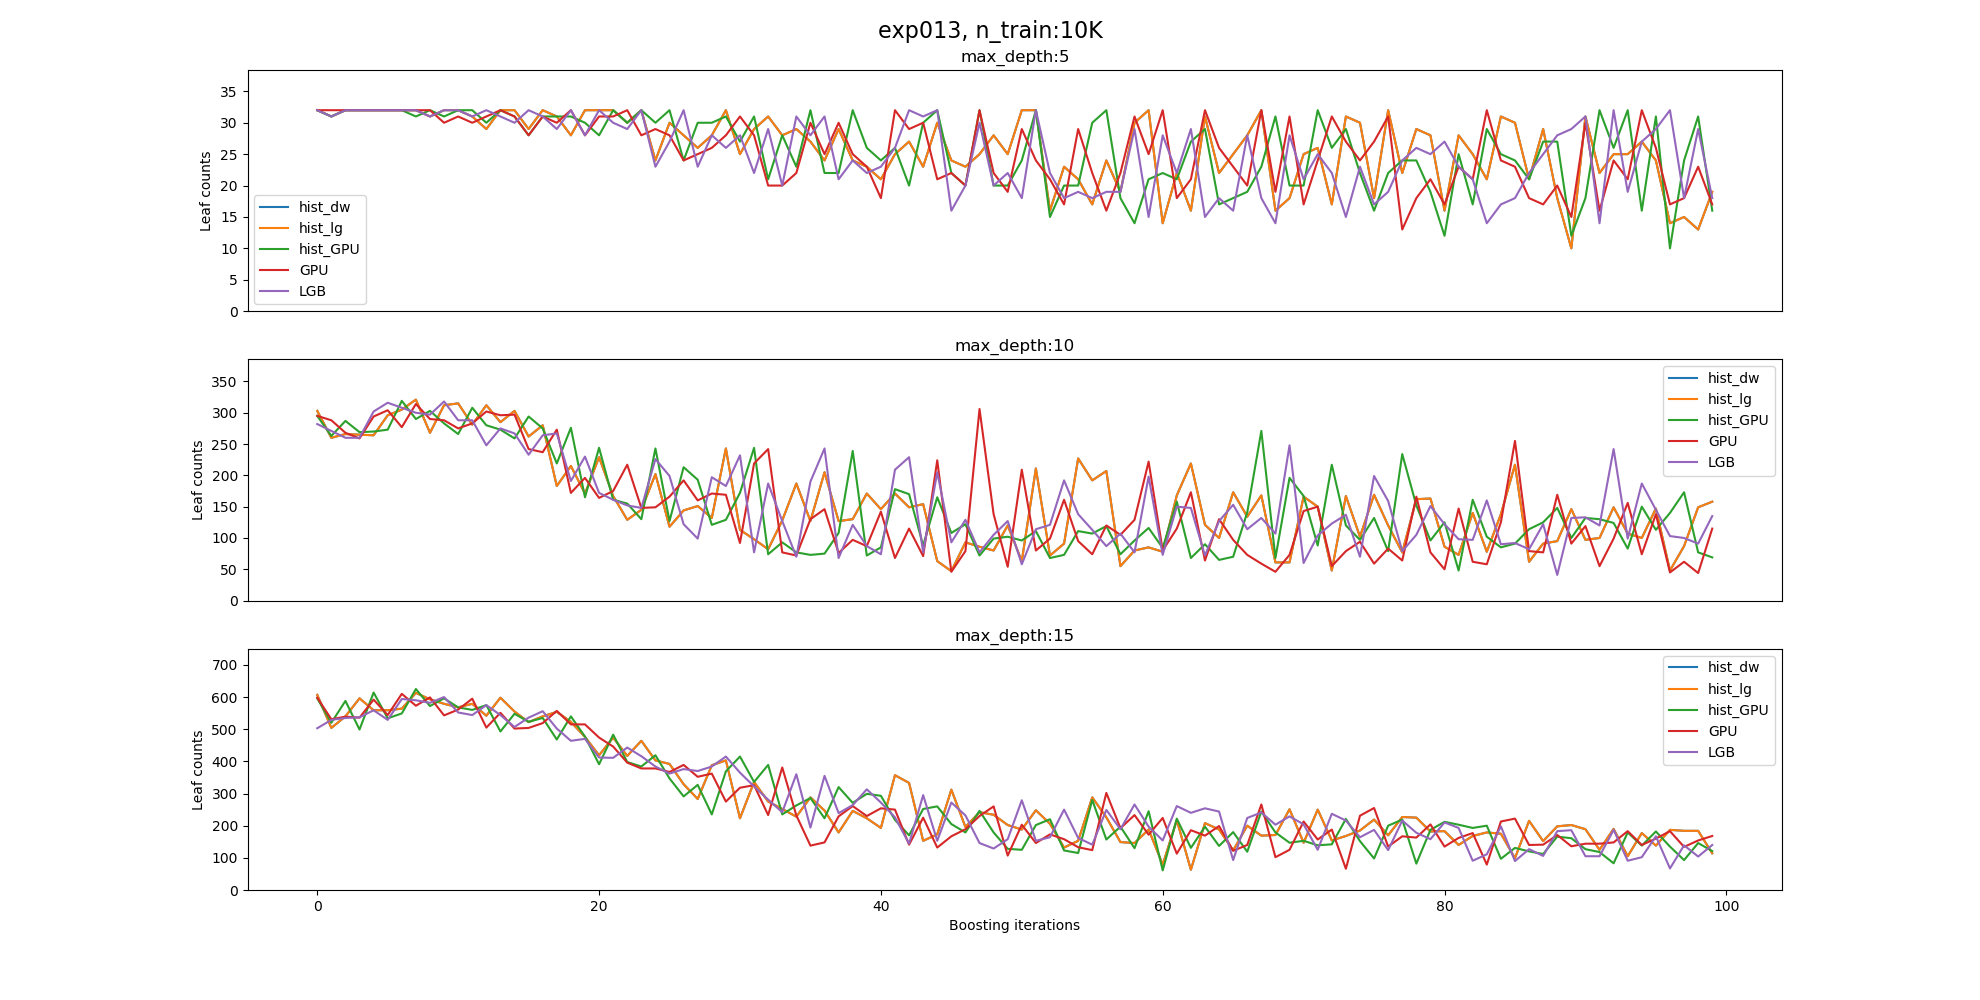 exp013, n_train:10K
max_depth:5
Leaf counts
35
30
25
20
15
10
5
0
hist_dw
hist_lg
hist_GPU
GPU
LGB
max_depth:10
Leaf counts
350
300
250
200
150
100
50
0
hist_dw
hist_lg
hist_GPU
GPU
LGB
max_depth:15
Leaf counts
700
600
500
400
300
200
100
0
hist_dw
hist_lg
hist_GPU
GPU
LGB
0 20 40 60 80 100
Boosting iterations